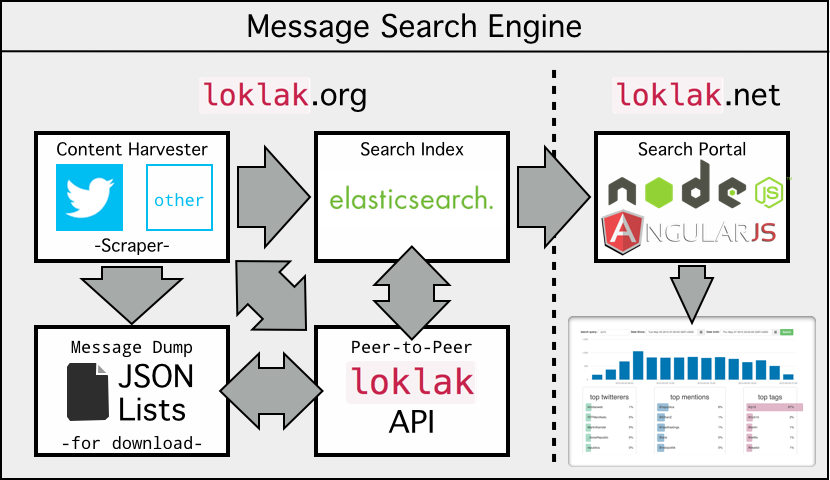 Message Search Engine
loklak.org
loklak.net
Content Harvester
other
-Scraper-
Search Index
elasticsearch.
Search Portal
node
JS
ANGULARJS
Message Dump
JSON
Lists
-for download-
Peer-to-Peer
loklak
API
top twitterers
top mentions
top tags